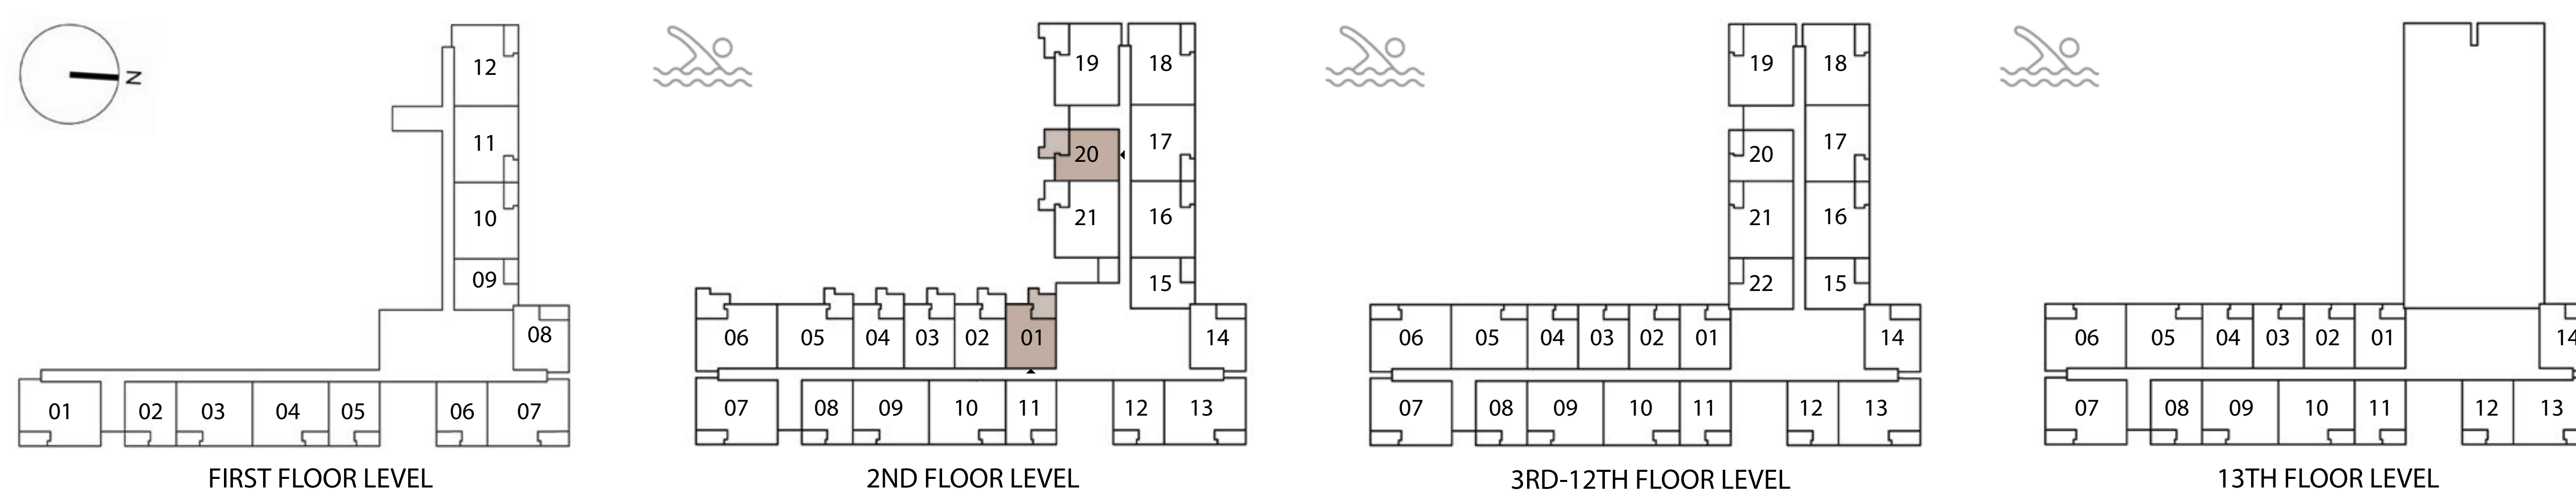 N
12
11
10
09
08
01 02 03 04 05 06 07
FIRST FLOOR LEVEL
19 18
20 17
21 16
15
06 05 04 03 02 01 14
07 08 09 10 11 12 13
2ND FLOOR LEVEL
19 18
20 17
21 16
22 15
06 05 04 03 02 01 14
07 08 09 10 11 12 13
3RD-12TH FLOOR LEVEL
06 05 04 03 02 01 14
07 08 09 10 11 12 13
13TH FLOOR LEVEL